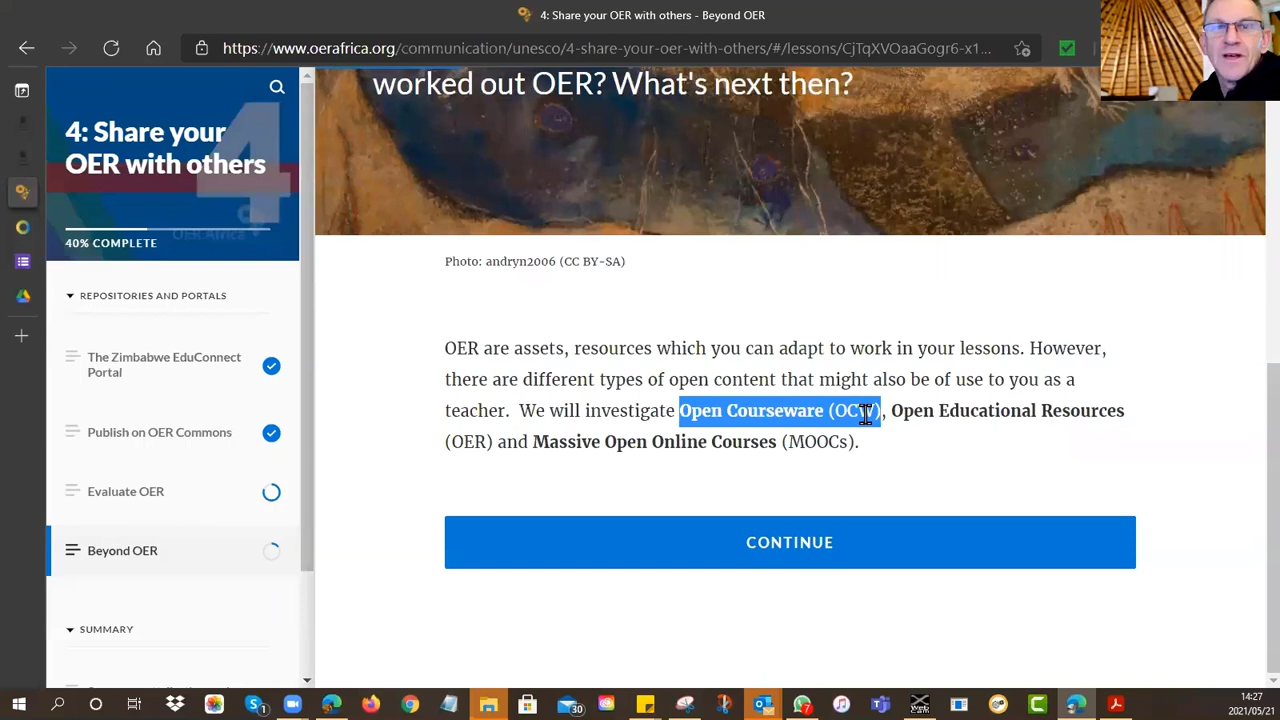 4: Share your OER with others - Beyond OER
https://www.oerafrica.org/communication/unesco/4-share-your-oer-with-others/#/lessons/CjTqXVOaaGogr6-x1...
worked out OER? What's next then?
4: Share your
OER with others
40% COMPLETE
REPOSITORIES AND PORTALS
The Zimbabwe EduConnect
Portal
Publish on OER Commons
Evaluate OER
Beyond OER
SUMMARY
Photo: andryn2006 (CC BY-SA)
OER are assets, resources which you can adapt to work in your lessons. However,
there are different types of open content that might also be of use to you as a
teacher. We will investigate Open Courseware (OCW), Open Educational Resources
(OER) and Massive Open Online Courses (MOOCs).
CONTINUE
1
30
7
14:27
2021/05/21